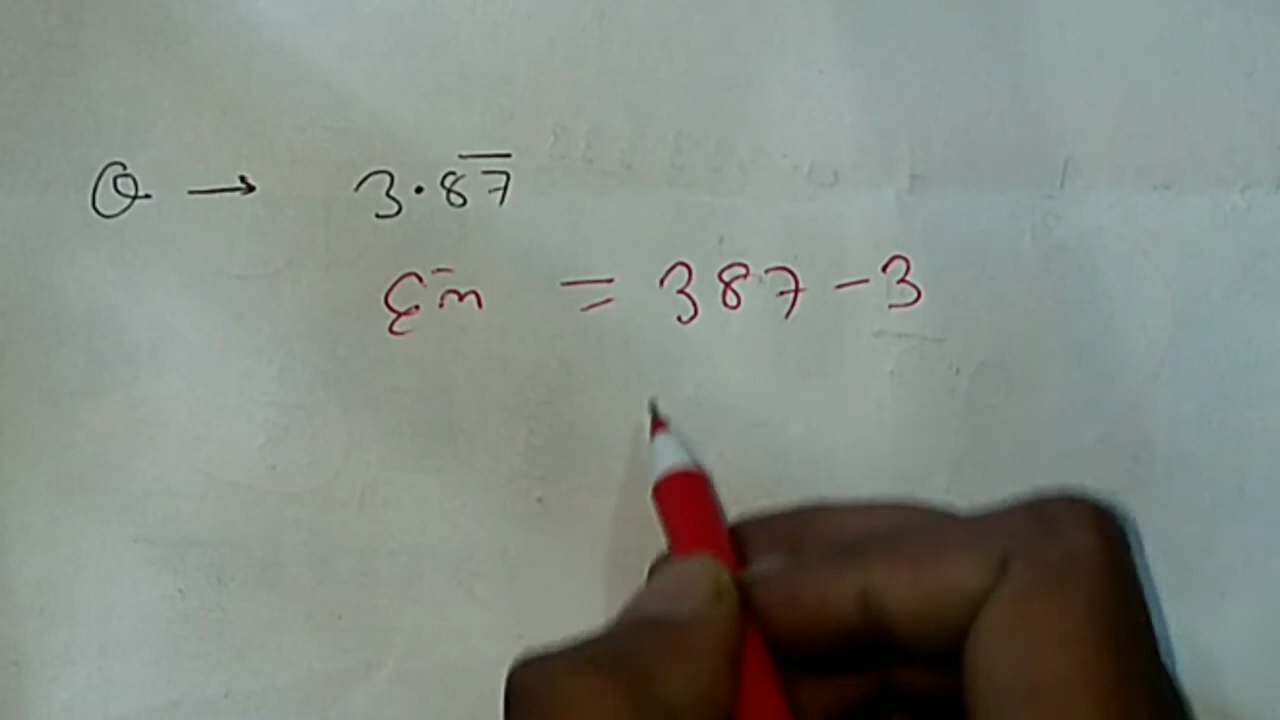 Q → 3.8̅7̅
= 387 - 3